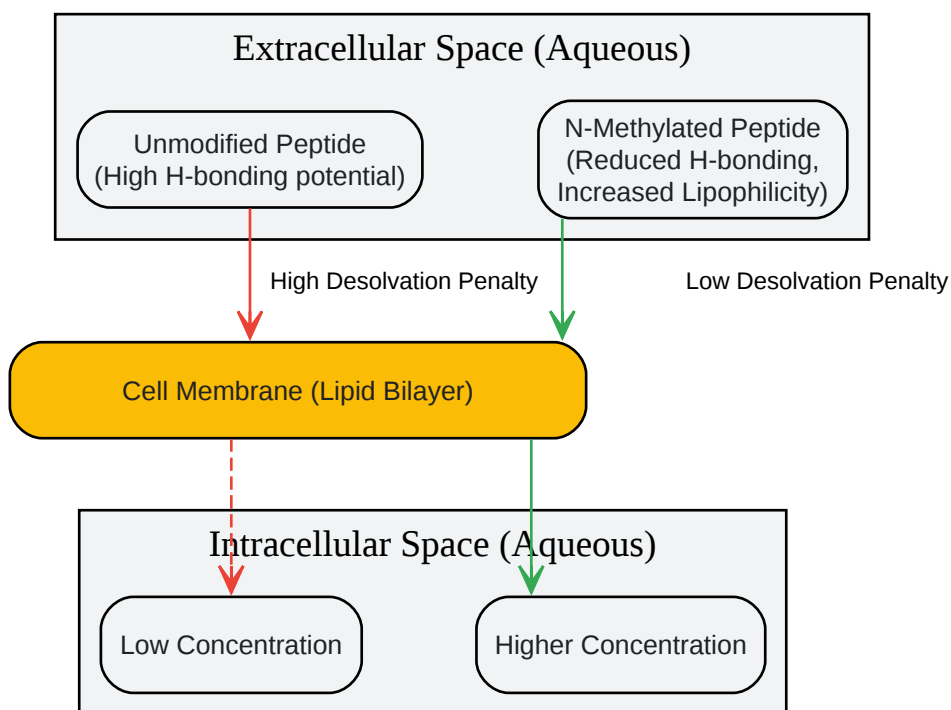 Extracellular Space (Aqueous)
Unmodified Peptide
(High H-bonding potential)
N-Methylated Peptide
(Reduced H-bonding,
Increased Lipophilicity)
High Desolvation Penalty
Low Desolvation Penalty
Cell Membrane (Lipid Bilayer)
Intracellular Space (Aqueous)
Low Concentration
Higher Concentration